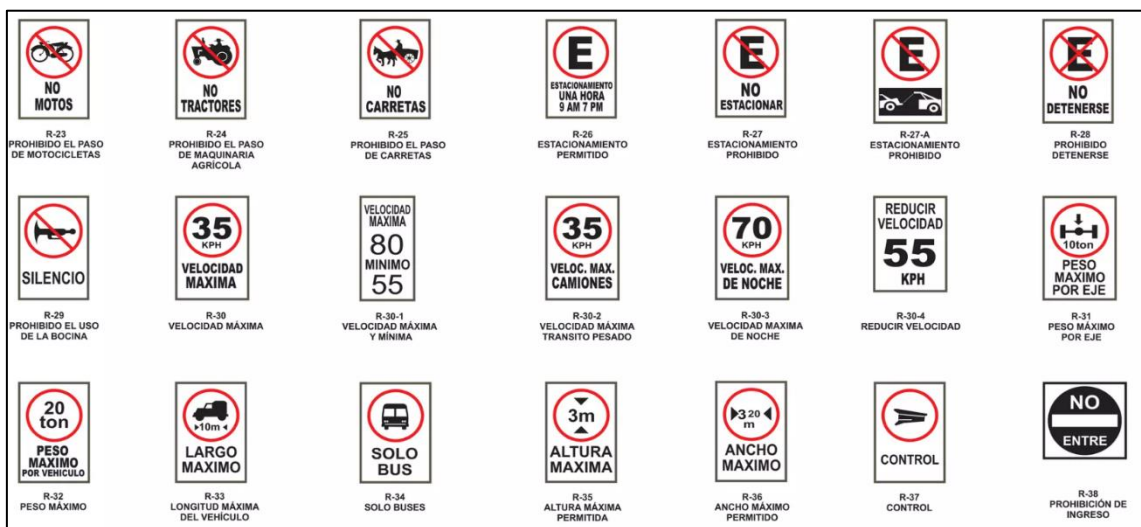 NO
MOTOS
R-23
PROHIBIDO EL PASO
DE MOTOCICLETAS
NO
TRACTORES
R-24
PROHIBIDO EL PASO
DE MAQUINARIA
AGRÍCOLA
NO
CARRETAS
R-25
PROHIBIDO EL PASO
DE CARRETAS
E
ESTACIONAMIENTO
UNA HORA
9 AM 7 PM
R-26
ESTACIONAMIENTO
PERMITIDO
E
NO
ESTACIONAR
R-27
ESTACIONAMIENTO
PROHIBIDO
E
R-27-A
ESTACIONAMIENTO
PROHIBIDO
E
NO
DETENERSE
R-28
PROHIBIDO
DETENERSE
SILENCIO
R-29
PROHIBIDO EL USO
DE LA BOCINA
35
KPH
VELOCIDAD
MAXIMA
R-30
VELOCIDAD MÁXIMA
VELOCIDAD
MAXIMA
80
MINIMO
55
R-30-1
VELOCIDAD MÁXIMA
Y MÍNIMA
35
KPH
VELOC. MAX.
CAMIONES
R-30-2
VELOCIDAD MÁXIMA
TRANSITO PESADO
70
KPH
VELOC. MAX.
DE NOCHE
R-30-3
VELOCIDAD MAXIMA
DE NOCHE
REDUCIR
VELOCIDAD
55
KPH
R-30-4
REDUCIR VELOCIDAD
10ton
PESO
MAXIMO
POR EJE
R-31
PESO MÁXIMO
POR EJE
20
ton
PESO
MAXIMO
POR VEHICULO
R-32
PESO MÁXIMO
10m
LARGO
MAXIMO
R-33
LONGITUD MÁXIMA
DEL VEHÍCULO
SOLO
BUS
R-34
SOLO BUSES
3m
ALTURA
MAXIMA
R-35
ALTURA MÁXIMA
PERMITIDA
3 20
m
ANCHO
MAXIMO
R-36
ANCHO MÁXIMO
PERMITIDO
CONTROL
R-37
CONTROL
NO
ENTRE
R-38
PROHIBICIÓN DE
INGRESO